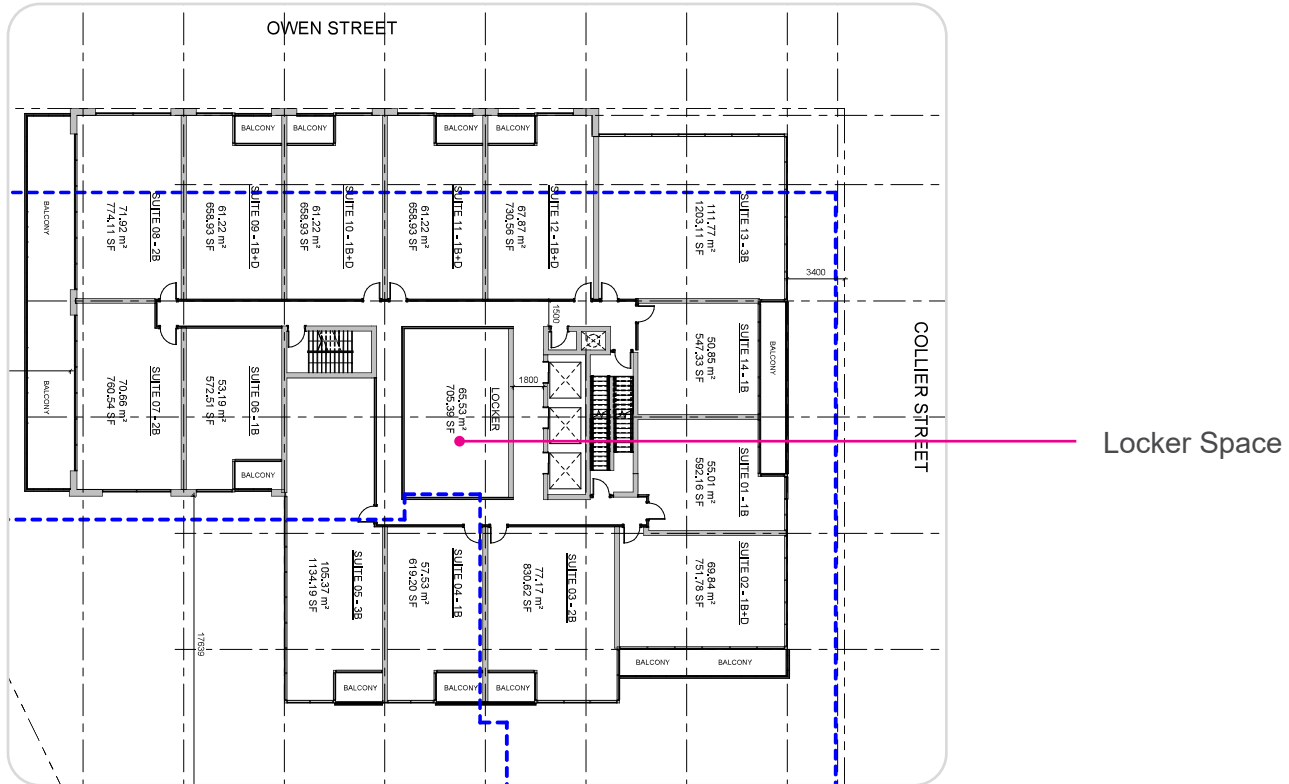 OWEN STREET
BALCONY
BALCONY
BALCONY
BALCONY
BALCONY
SUITE 08 - 2B
71.92 m²
774.11 SF
SUITE 09 - 1B+D
61.22 m²
658.93 SF
SUITE 10 - 1B+D
61.22 m²
658.93 SF
SUITE 11 - 1B+D
61.22 m²
658.93 SF
SUITE 12 - 1B+D
67.87 m²
730.56 SF
SUITE 13 - 3B
111.77 m²
1203.11 SF
3400
1500
COLLIER STREET
BALCONY
SUITE 07 - 2B
70.66 m²
760.54 SF
SUITE 06 - 1B
53.19 m²
572.51 SF
BALCONY
LOCKER
65.53 m²
705.39 SF
1800
SUITE 14 - 1B
50.85 m²
547.33 SF
BALCONY
Locker Space
SUITE 01 - 1B
55.01 m²
592.16 SF
SUITE 05 - 3B
105.37 m²
1134.19 SF
SUITE 04 - 1B
57.53 m²
619.20 SF
SUITE 03 - 2B
77.17 m²
830.62 SF
SUITE 02 - 1B+D
69.84 m²
751.78 SF
17639
BALCONY
BALCONY
BALCONY
BALCONY
BALCONY